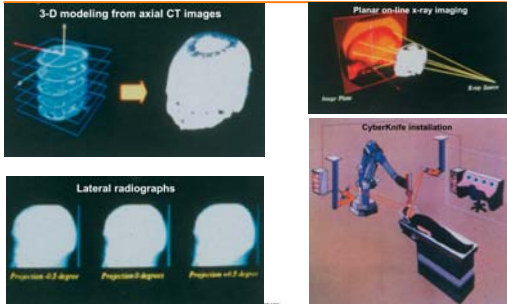 3-D modeling from axial CT images
Planar on-line x-ray imaging
Image Plane
X-ray Source
Lateral radiographs
Projection -0.5 degree
Projection 0 degrees
Projection +0.5 degree
CyberKnife installation